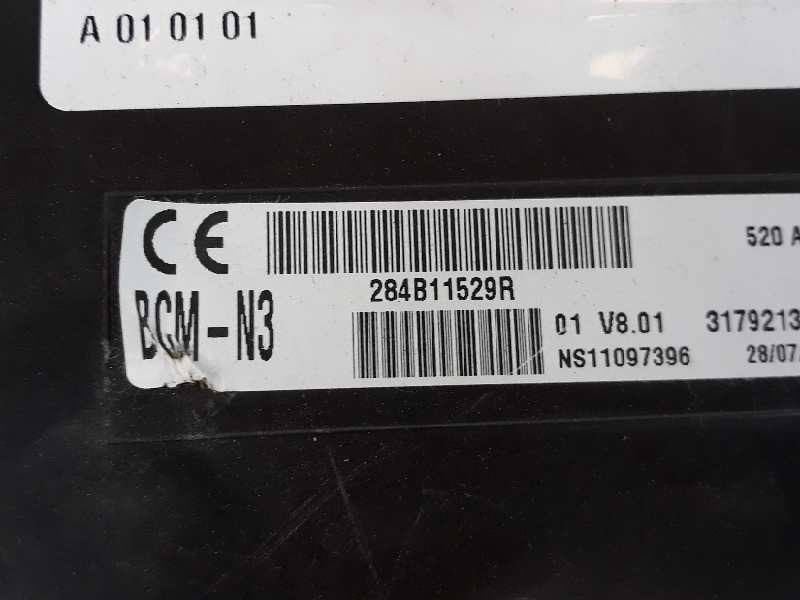 A 01 01 01
CE 520 A
284B11529R
BCM-N3 01 V8.01 3179213
NS11097396 28/07/